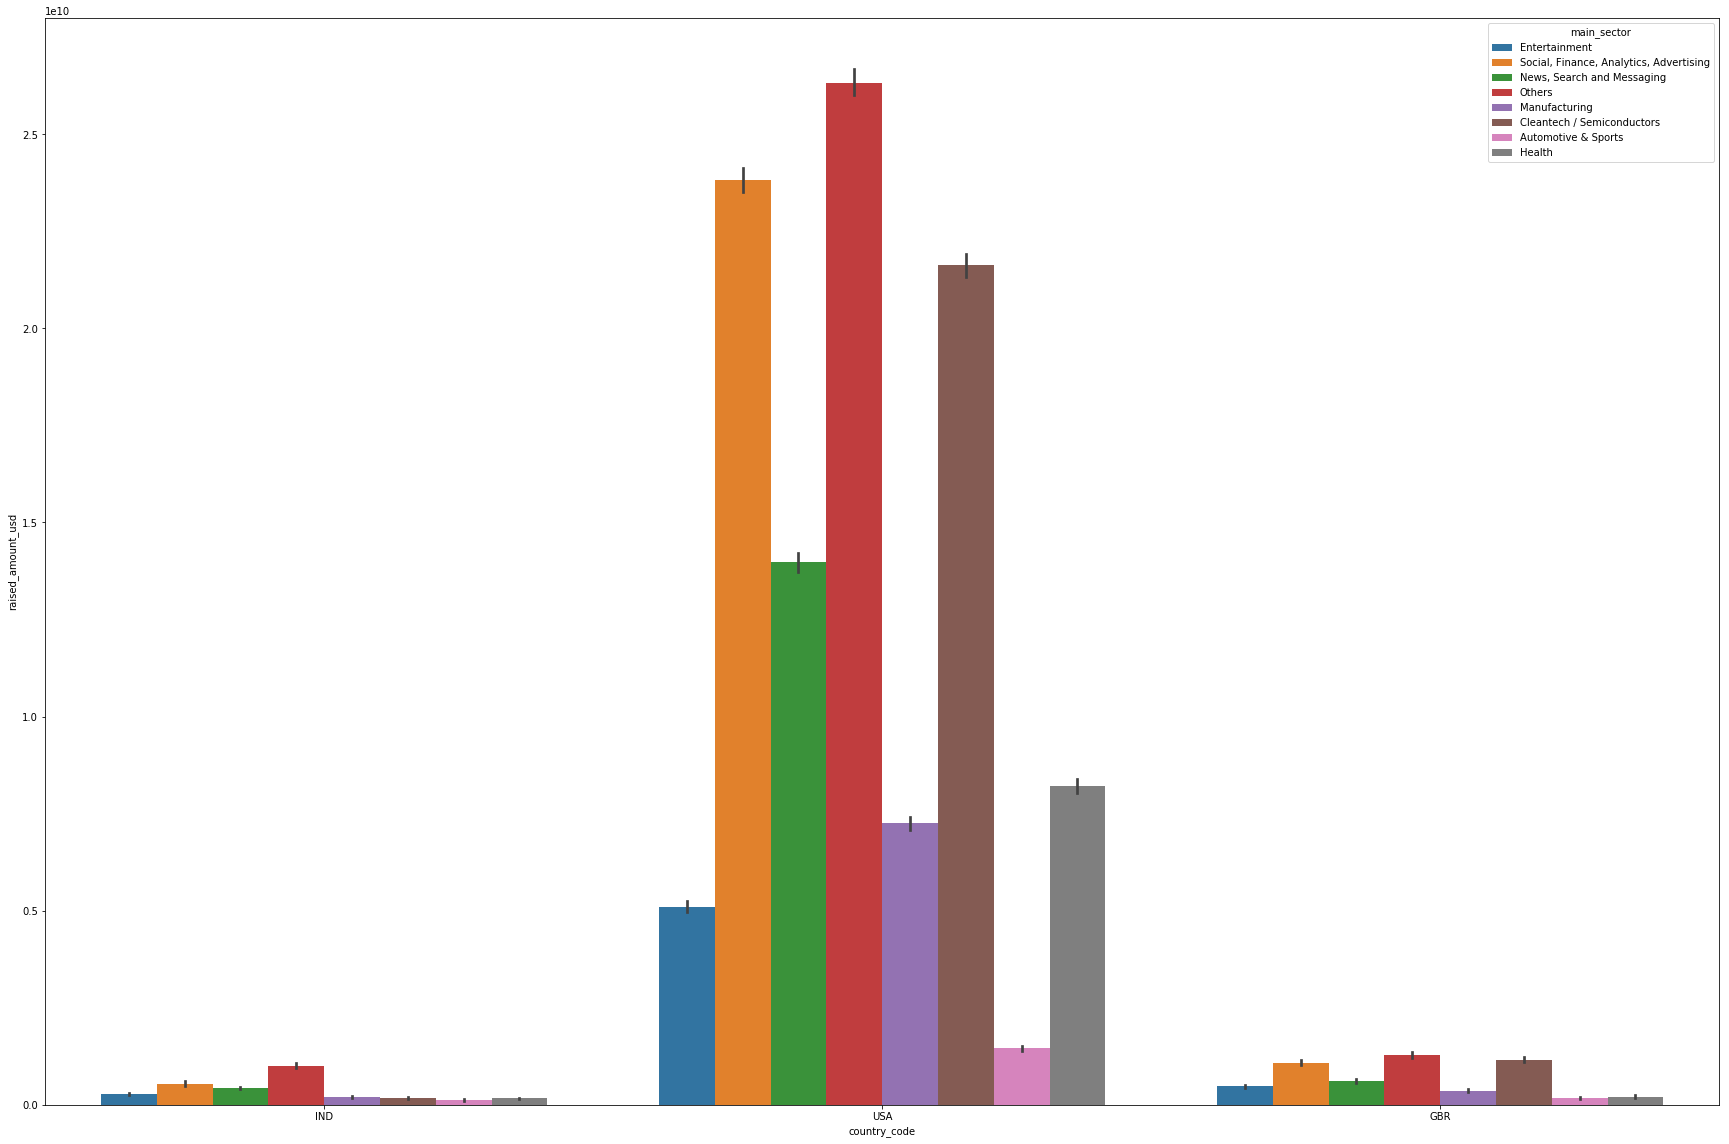 1e10
main_sector
Entertainment
Social, Finance, Analytics, Advertising
News, Search and Messaging
Others
Manufacturing
Cleantech / Semiconductors
Automotive & Sports
Health
2.5
2.0
1.5
1.0
0.5
0.0
raised_amount_usd
IND USA GBR
country_code